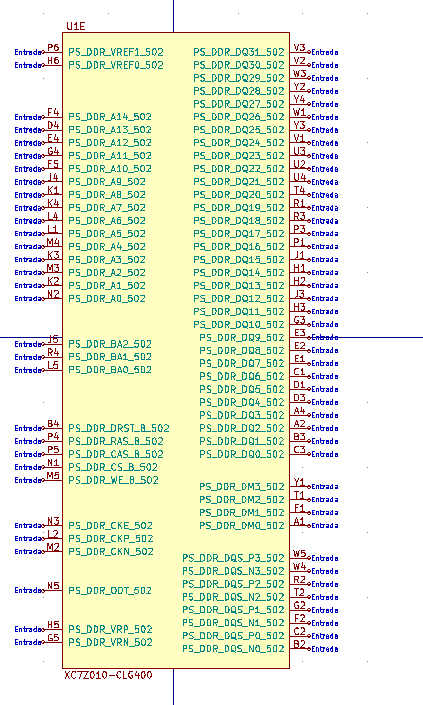 U1E
Entrada P6 PS_DDR_VREF1_502
Entrada H6 PS_DDR_VREF0_502
Entrada F4 PS_DDR_A14_502
Entrada D4 PS_DDR_A13_502
Entrada E4 PS_DDR_A12_502
Entrada G4 PS_DDR_A11_502
Entrada F5 PS_DDR_A10_502
Entrada J4 PS_DDR_A9_502
Entrada K1 PS_DDR_A8_502
Entrada K4 PS_DDR_A7_502
Entrada L4 PS_DDR_A6_502
Entrada L1 PS_DDR_A5_502
Entrada M4 PS_DDR_A4_502
Entrada K3 PS_DDR_A3_502
Entrada M3 PS_DDR_A2_502
Entrada K2 PS_DDR_A1_502
Entrada N2 PS_DDR_A0_502
Entrada J5 PS_DDR_BA2_502
Entrada R4 PS_DDR_BA1_502
Entrada L5 PS_DDR_BA0_502
Entrada B4 PS_DDR_DRST_B_502
Entrada P4 PS_DDR_RAS_B_502
Entrada P5 PS_DDR_CAS_B_502
Entrada N1 PS_DDR_CS_B_502
Entrada M5 PS_DDR_WE_B_502
Entrada N3 PS_DDR_CKE_502
Entrada L2 PS_DDR_CKP_502
Entrada M2 PS_DDR_CKN_502
Entrada N5 PS_DDR_ODT_502
Entrada H5 PS_DDR_VRP_502
Entrada G5 PS_DDR_VRN_502
PS_DDR_DQ31_502 V3 Entrada
PS_DDR_DQ30_502 V2 Entrada
PS_DDR_DQ29_502 W3 Entrada
PS_DDR_DQ28_502 Y2 Entrada
PS_DDR_DQ27_502 Y4 Entrada
PS_DDR_DQ26_502 W1 Entrada
PS_DDR_DQ25_502 Y3 Entrada
PS_DDR_DQ24_502 V1 Entrada
PS_DDR_DQ23_502 U3 Entrada
PS_DDR_DQ22_502 U2 Entrada
PS_DDR_DQ21_502 U4 Entrada
PS_DDR_DQ20_502 T4 Entrada
PS_DDR_DQ19_502 R1 Entrada
PS_DDR_DQ18_502 R3 Entrada
PS_DDR_DQ17_502 P3 Entrada
PS_DDR_DQ16_502 P1 Entrada
PS_DDR_DQ15_502 J1 Entrada
PS_DDR_DQ14_502 H1 Entrada
PS_DDR_DQ13_502 H2 Entrada
PS_DDR_DQ12_502 J3 Entrada
PS_DDR_DQ11_502 H3 Entrada
PS_DDR_DQ10_502 G3 Entrada
PS_DDR_DQ9_502 E3 Entrada
PS_DDR_DQ8_502 E2 Entrada
PS_DDR_DQ7_502 E1 Entrada
PS_DDR_DQ6_502 C1 Entrada
PS_DDR_DQ5_502 D1 Entrada
PS_DDR_DQ4_502 D3 Entrada
PS_DDR_DQ3_502 A4 Entrada
PS_DDR_DQ2_502 A2 Entrada
PS_DDR_DQ1_502 B3 Entrada
PS_DDR_DQ0_502 C3 Entrada
PS_DDR_DM3_502 Y1 Entrada
PS_DDR_DM2_502 T1 Entrada
PS_DDR_DM1_502 F1 Entrada
PS_DDR_DM0_502 A1 Entrada
PS_DDR_DQS_P3_502 W5 Entrada
PS_DDR_DQS_N3_502 W4 Entrada
PS_DDR_DQS_P2_502 R2 Entrada
PS_DDR_DQS_N2_502 T2 Entrada
PS_DDR_DQS_P1_502 G2 Entrada
PS_DDR_DQS_N1_502 F2 Entrada
PS_DDR_DQS_P0_502 C2 Entrada
PS_DDR_DQS_N0_502 B2 Entrada
XC7Z010-CLG400